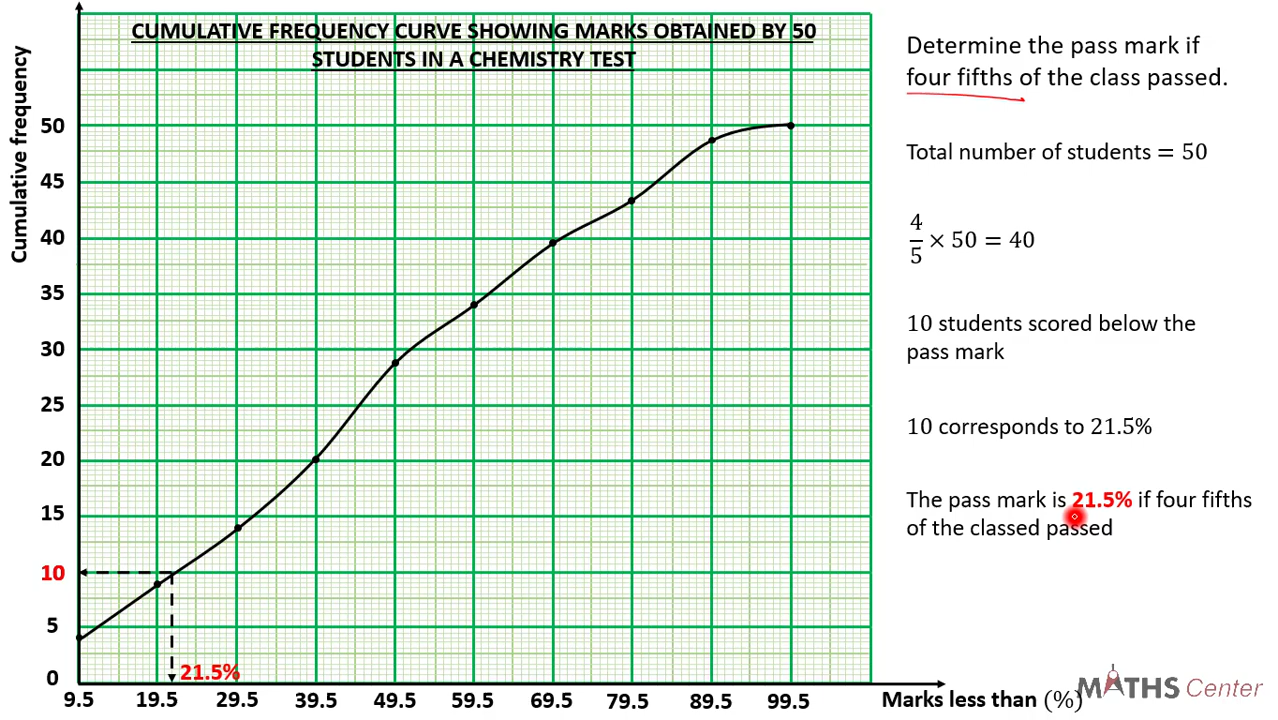 CUMULATIVE FREQUENCY CURVE SHOWING MARKS OBTAINED BY 50
STUDENTS IN A CHEMISTRY TEST
Cumulative frequency
50
45
40
35
30
25
20
15
10
5
0
21.5%
9.5 19.5 29.5 39.5 49.5 59.5 69.5 79.5 89.5 99.5
Marks less than (%)
Determine the pass mark if
four fifths of the class passed.
Total number of students = 50
4/5 × 50 = 40
10 students scored below the
pass mark
10 corresponds to 21.5%
The pass mark is 21.5% if four fifths
of the classed passed
MATHS Center